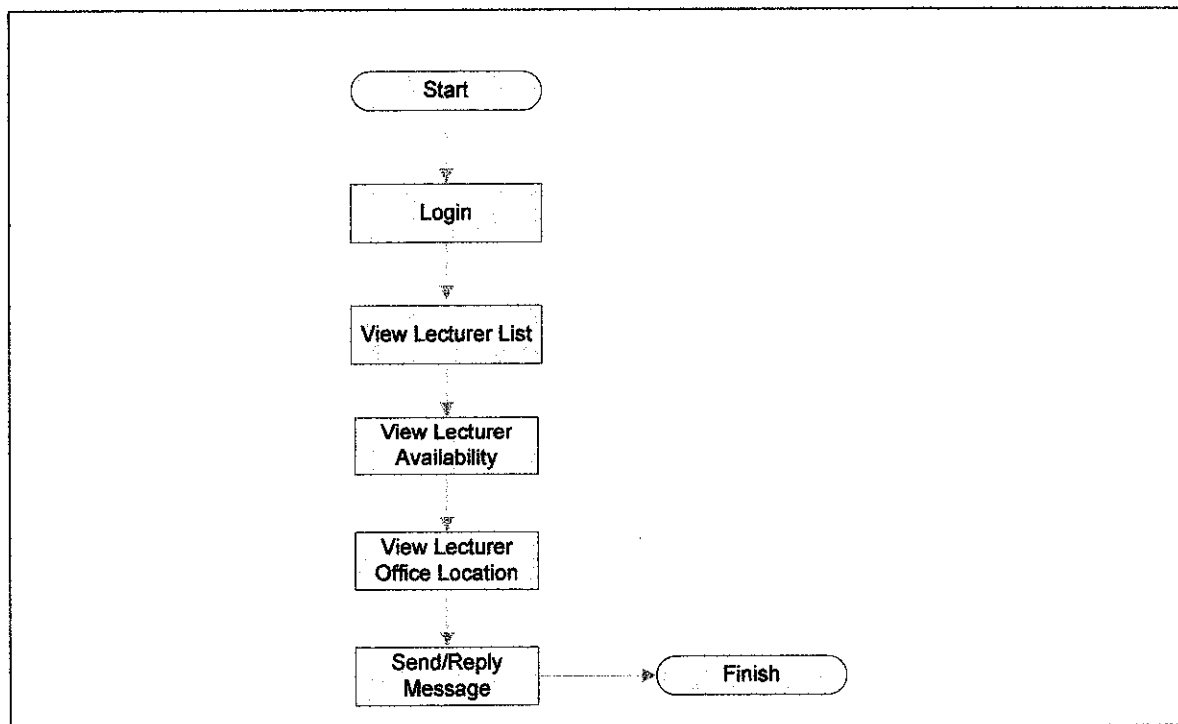 Start
Login
View Lecturer List
View Lecturer
Availability
View Lecturer
Office Location
Send/Reply
Message
Finish